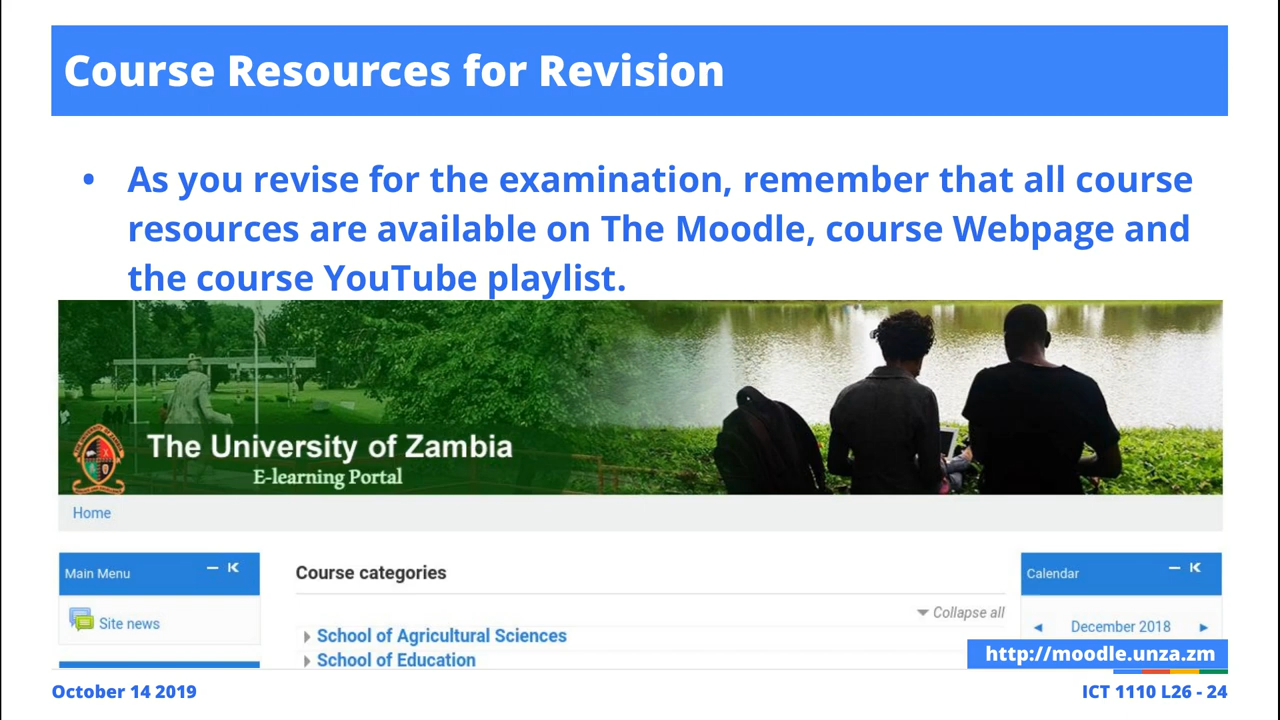 Course Resources for Revision
• As you revise for the examination, remember that all course
resources are available on The Moodle, course Webpage and
the course YouTube playlist.
The University of Zambia
E-learning Portal
Home
Main Menu
Site news
Course categories
Collapse all
School of Agricultural Sciences
School of Education
Calendar
◄ December 2018 ►
http://moodle.unza.zm
October 14 2019
ICT 1110 L26 - 24